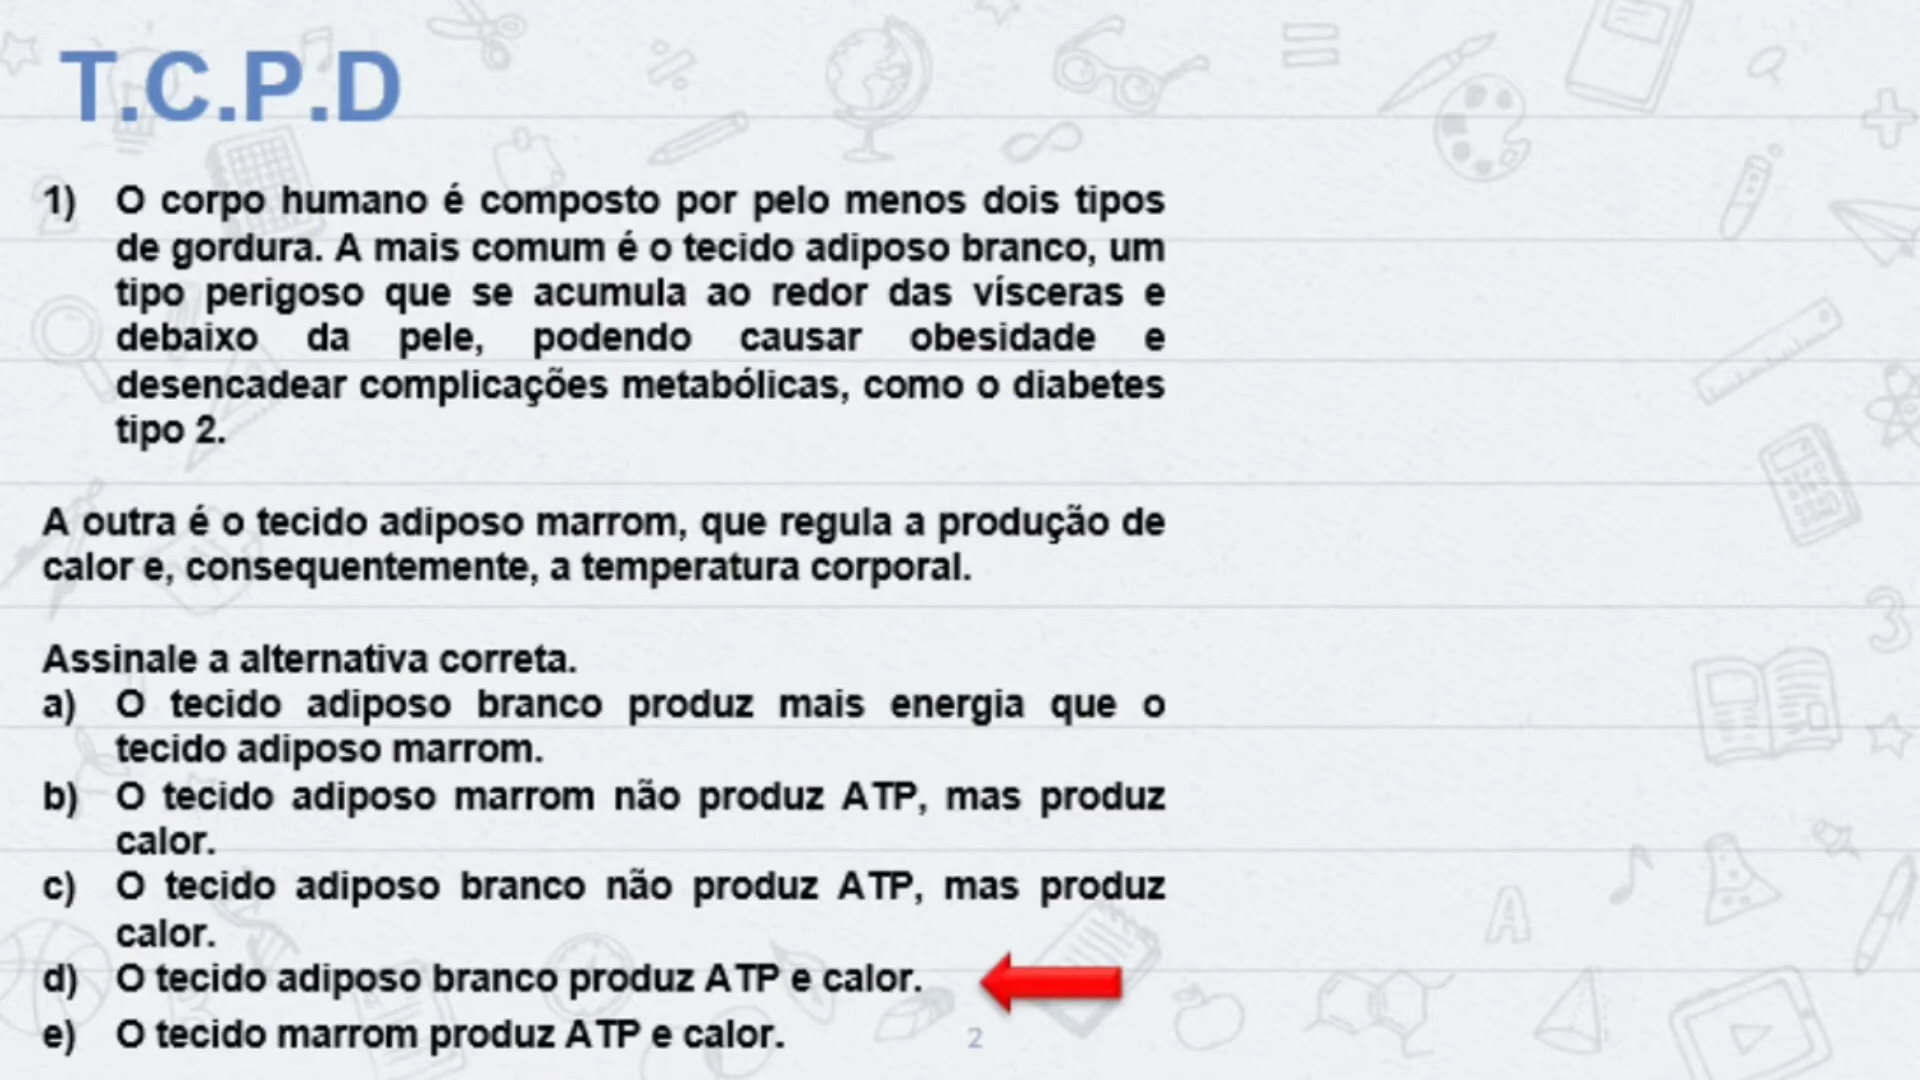 T.C.P.D
1) O corpo humano é composto por pelo menos dois tipos
de gordura. A mais comum é o tecido adiposo branco, um
tipo perigoso que se acumula ao redor das vísceras e
debaixo da pele, podendo causar obesidade e
desencadear complicações metabólicas, como o diabetes
tipo 2.
A outra é o tecido adiposo marrom, que regula a produção de
calor e, consequentemente, a temperatura corporal.
Assinale a alternativa correta.
a) O tecido adiposo branco produz mais energia que o
tecido adiposo marrom.
b) O tecido adiposo marrom não produz ATP, mas produz
calor.
c) O tecido adiposo branco não produz ATP, mas produz
calor.
d) O tecido adiposo branco produz ATP e calor.
e) O tecido marrom produz ATP e calor.
2